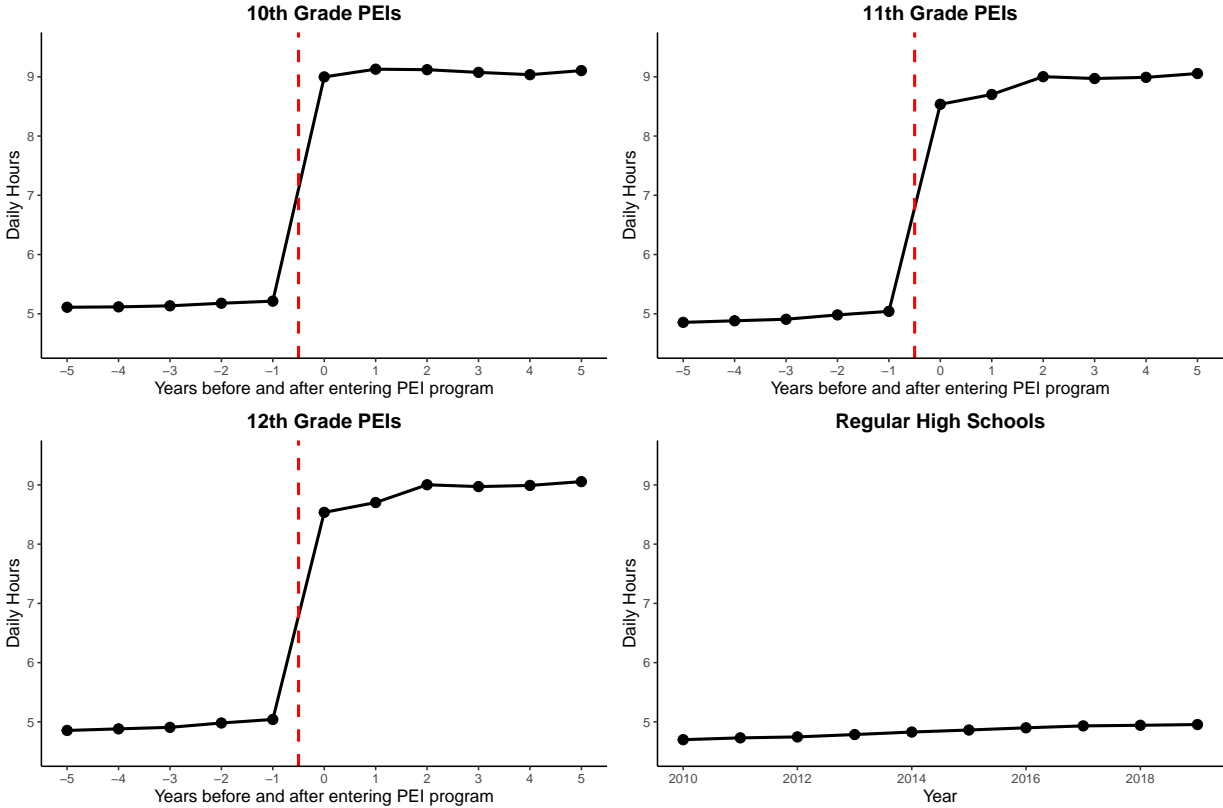 10th Grade PEIs
Daily Hours
9
8
7
6
5
−5 −4 −3 −2 −1 0 1 2 3 4 5
Years before and after entering PEI program
11th Grade PEIs
Daily Hours
9
8
7
6
5
−5 −4 −3 −2 −1 0 1 2 3 4 5
Years before and after entering PEI program
12th Grade PEIs
Daily Hours
9
8
7
6
5
−5 −4 −3 −2 −1 0 1 2 3 4 5
Years before and after entering PEI program
Regular High Schools
Daily Hours
9
8
7
6
5
2010 2012 2014 2016 2018
Year